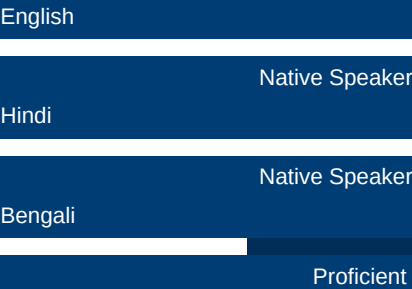 English
Native Speaker
Hindi
Native Speaker
Bengali
Proficient